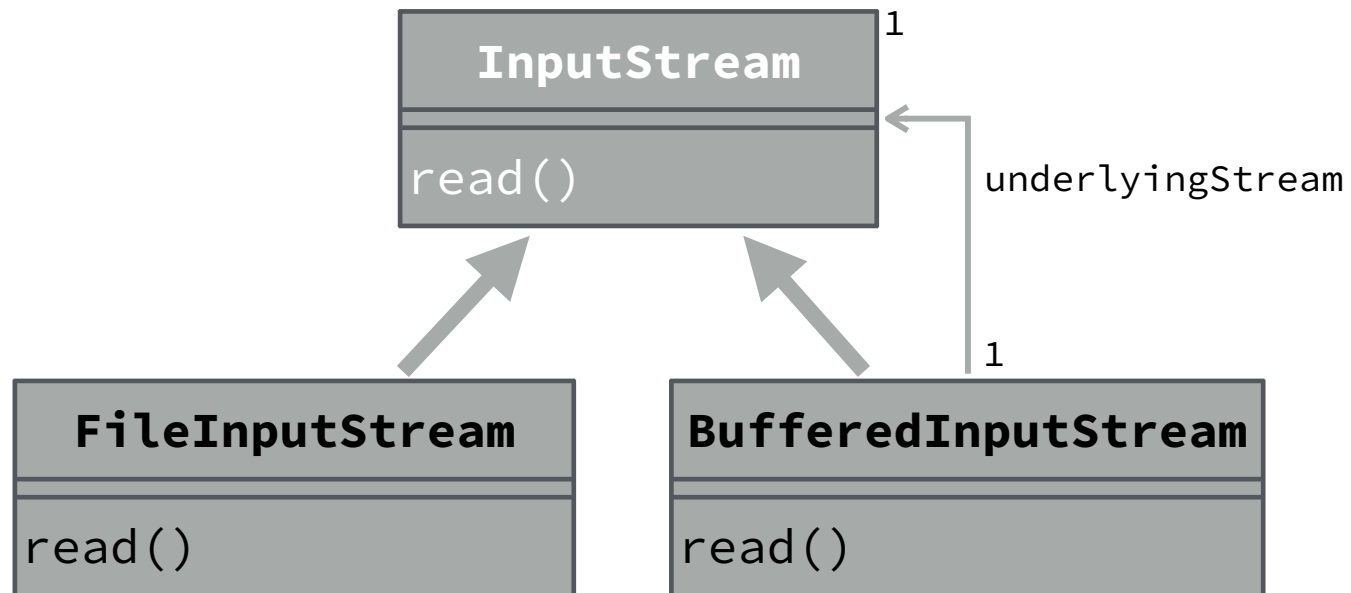 1
InputStream
read()
underlyingStream
1
FileInputStream
BufferedInputStream
read()
read()